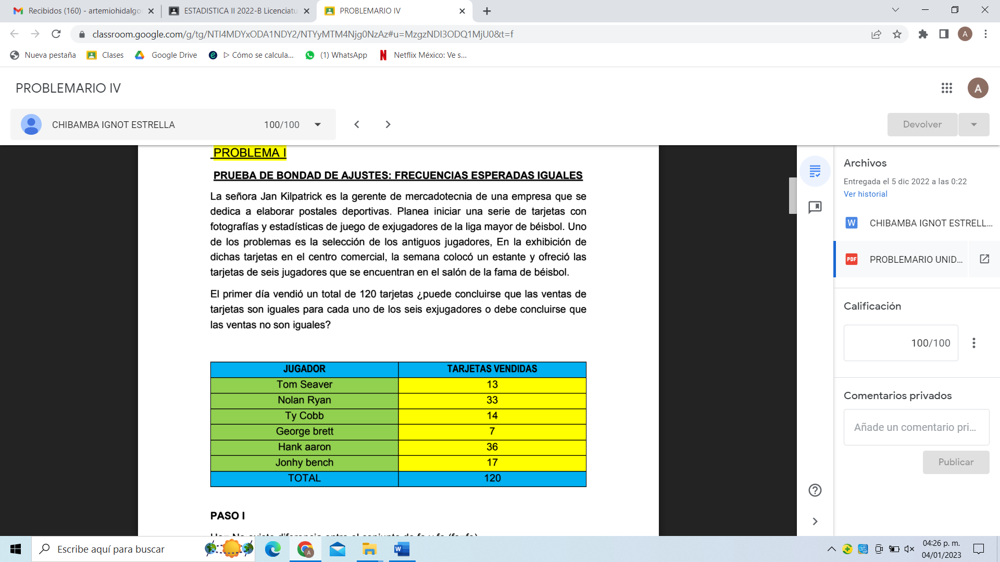 Recibidos (160) - artemiohidalgo
ESTADISTICA II 2022-B Licenciatu
PROBLEMARIO IV
classroom.google.com/g/tg/NTI4MDYxODA1NDY2/NTYyMTM4Njg0NzAz#u=MzgzNDI3ODQ1MjU0&t=f
A
Nueva pestaña
Clases
Google Drive
▷ Cómo se calcula...
(1) WhatsApp
Netflix México: Ve s...
PROBLEMARIO IV
A
CHIBAMBA IGNOT ESTRELLA
100/100
Devolver
PROBLEMA I
PRUEBA DE BONDAD DE AJUSTES: FRECUENCIAS ESPERADAS IGUALES
La señora Jan Kilpatrick es la gerente de mercadotecnia de una empresa que se
dedica a elaborar postales deportivas. Planea iniciar una serie de tarjetas con
fotografías y estadísticas de juego de exjugadores de la liga mayor de béisbol. Uno
de los problemas es la selección de los antiguos jugadores, En la exhibición de
dichas tarjetas en el centro comercial, la semana colocó un estante y ofreció las
tarjetas de seis jugadores que se encuentran en el salón de la fama de béisbol.
El primer día vendió un total de 120 tarjetas ¿puede concluirse que las ventas de
tarjetas son iguales para cada uno de los seis exjugadores o debe concluirse que
las ventas no son iguales?
JUGADOR TARJETAS VENDIDAS
Tom Seaver 13
Nolan Ryan 33
Ty Cobb 14
George brett 7
Hank aaron 36
Jonhy bench 17
TOTAL 120
PASO I
Archivos
Entregada el 5 dic 2022 a las 0:22
Ver historial
W CHIBAMBA IGNOT ESTRELL...
PDF PROBLEMARIO UNID...
Calificación
100/100
Comentarios privados
Añade un comentario pri...
Publicar
Escribe aquí para buscar
04:26 p. m.
04/01/2023